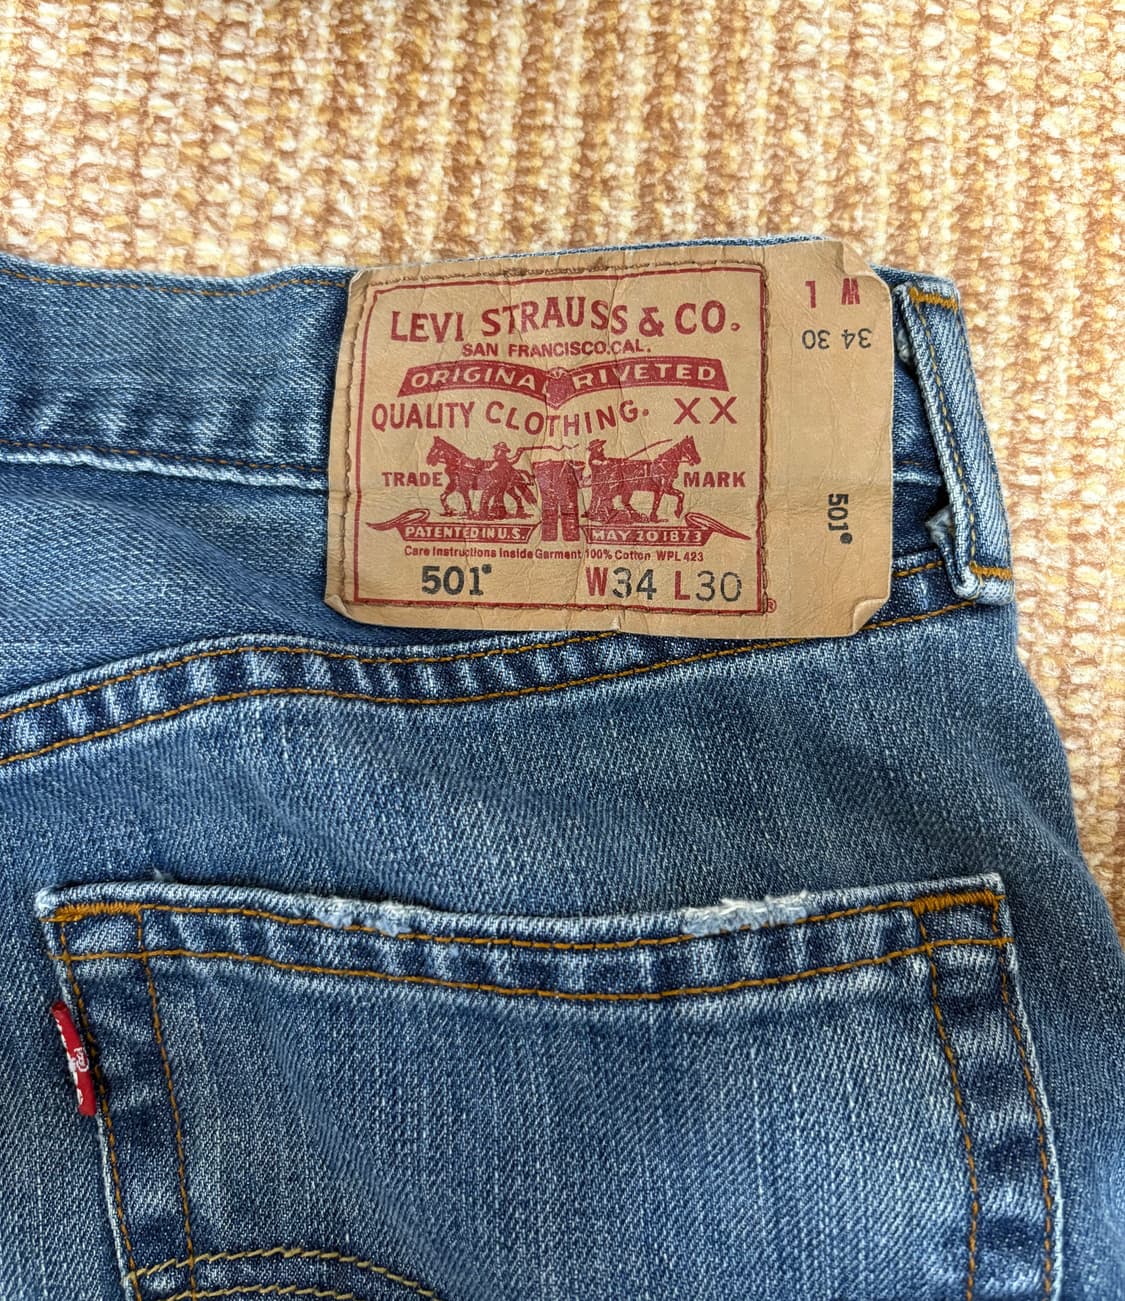 LEVI STRAUSS & CO.
SAN FRANCISCO.CAL.
ORIGINAL RIVETED
QUALITY CLOTHING. XX
TRADE MARK
PATENTED IN U.S. MAY 20 1873
Care Instructions Inside Garment 100% Cotton WPL 423
501®
W34 L30
®
1 M
34 30
501®